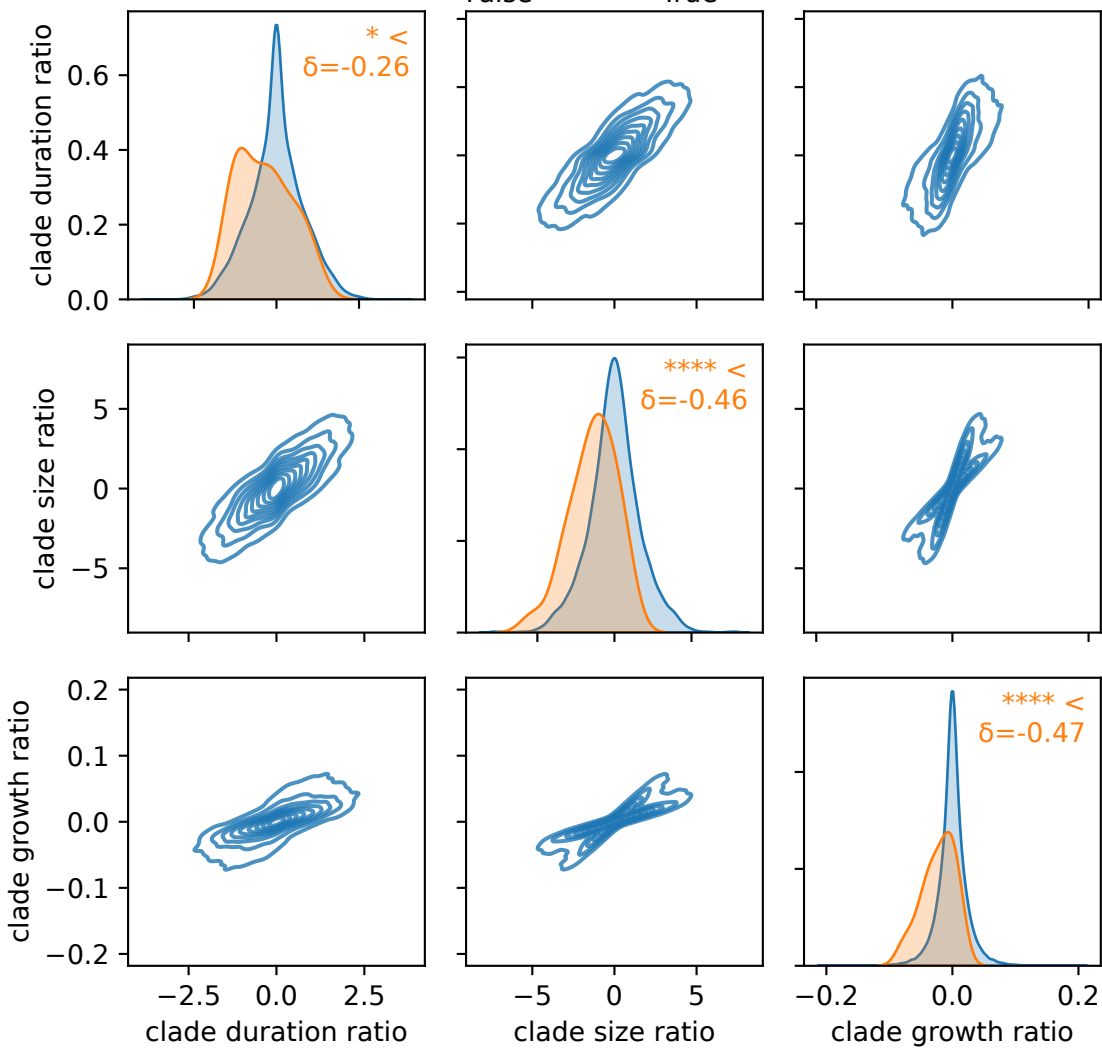 False True
* <
δ=-0.26
clade duration ratio
0.6
0.4
0.2
0.0
**** <
δ=-0.46
clade size ratio
5
0
−5
**** <
δ=-0.47
clade growth ratio
0.2
0.1
0.0
−0.1
−0.2
−2.5 0.0 2.5
−5 0 5
−0.2 0.0 0.2
clade duration ratio
clade size ratio
clade growth ratio